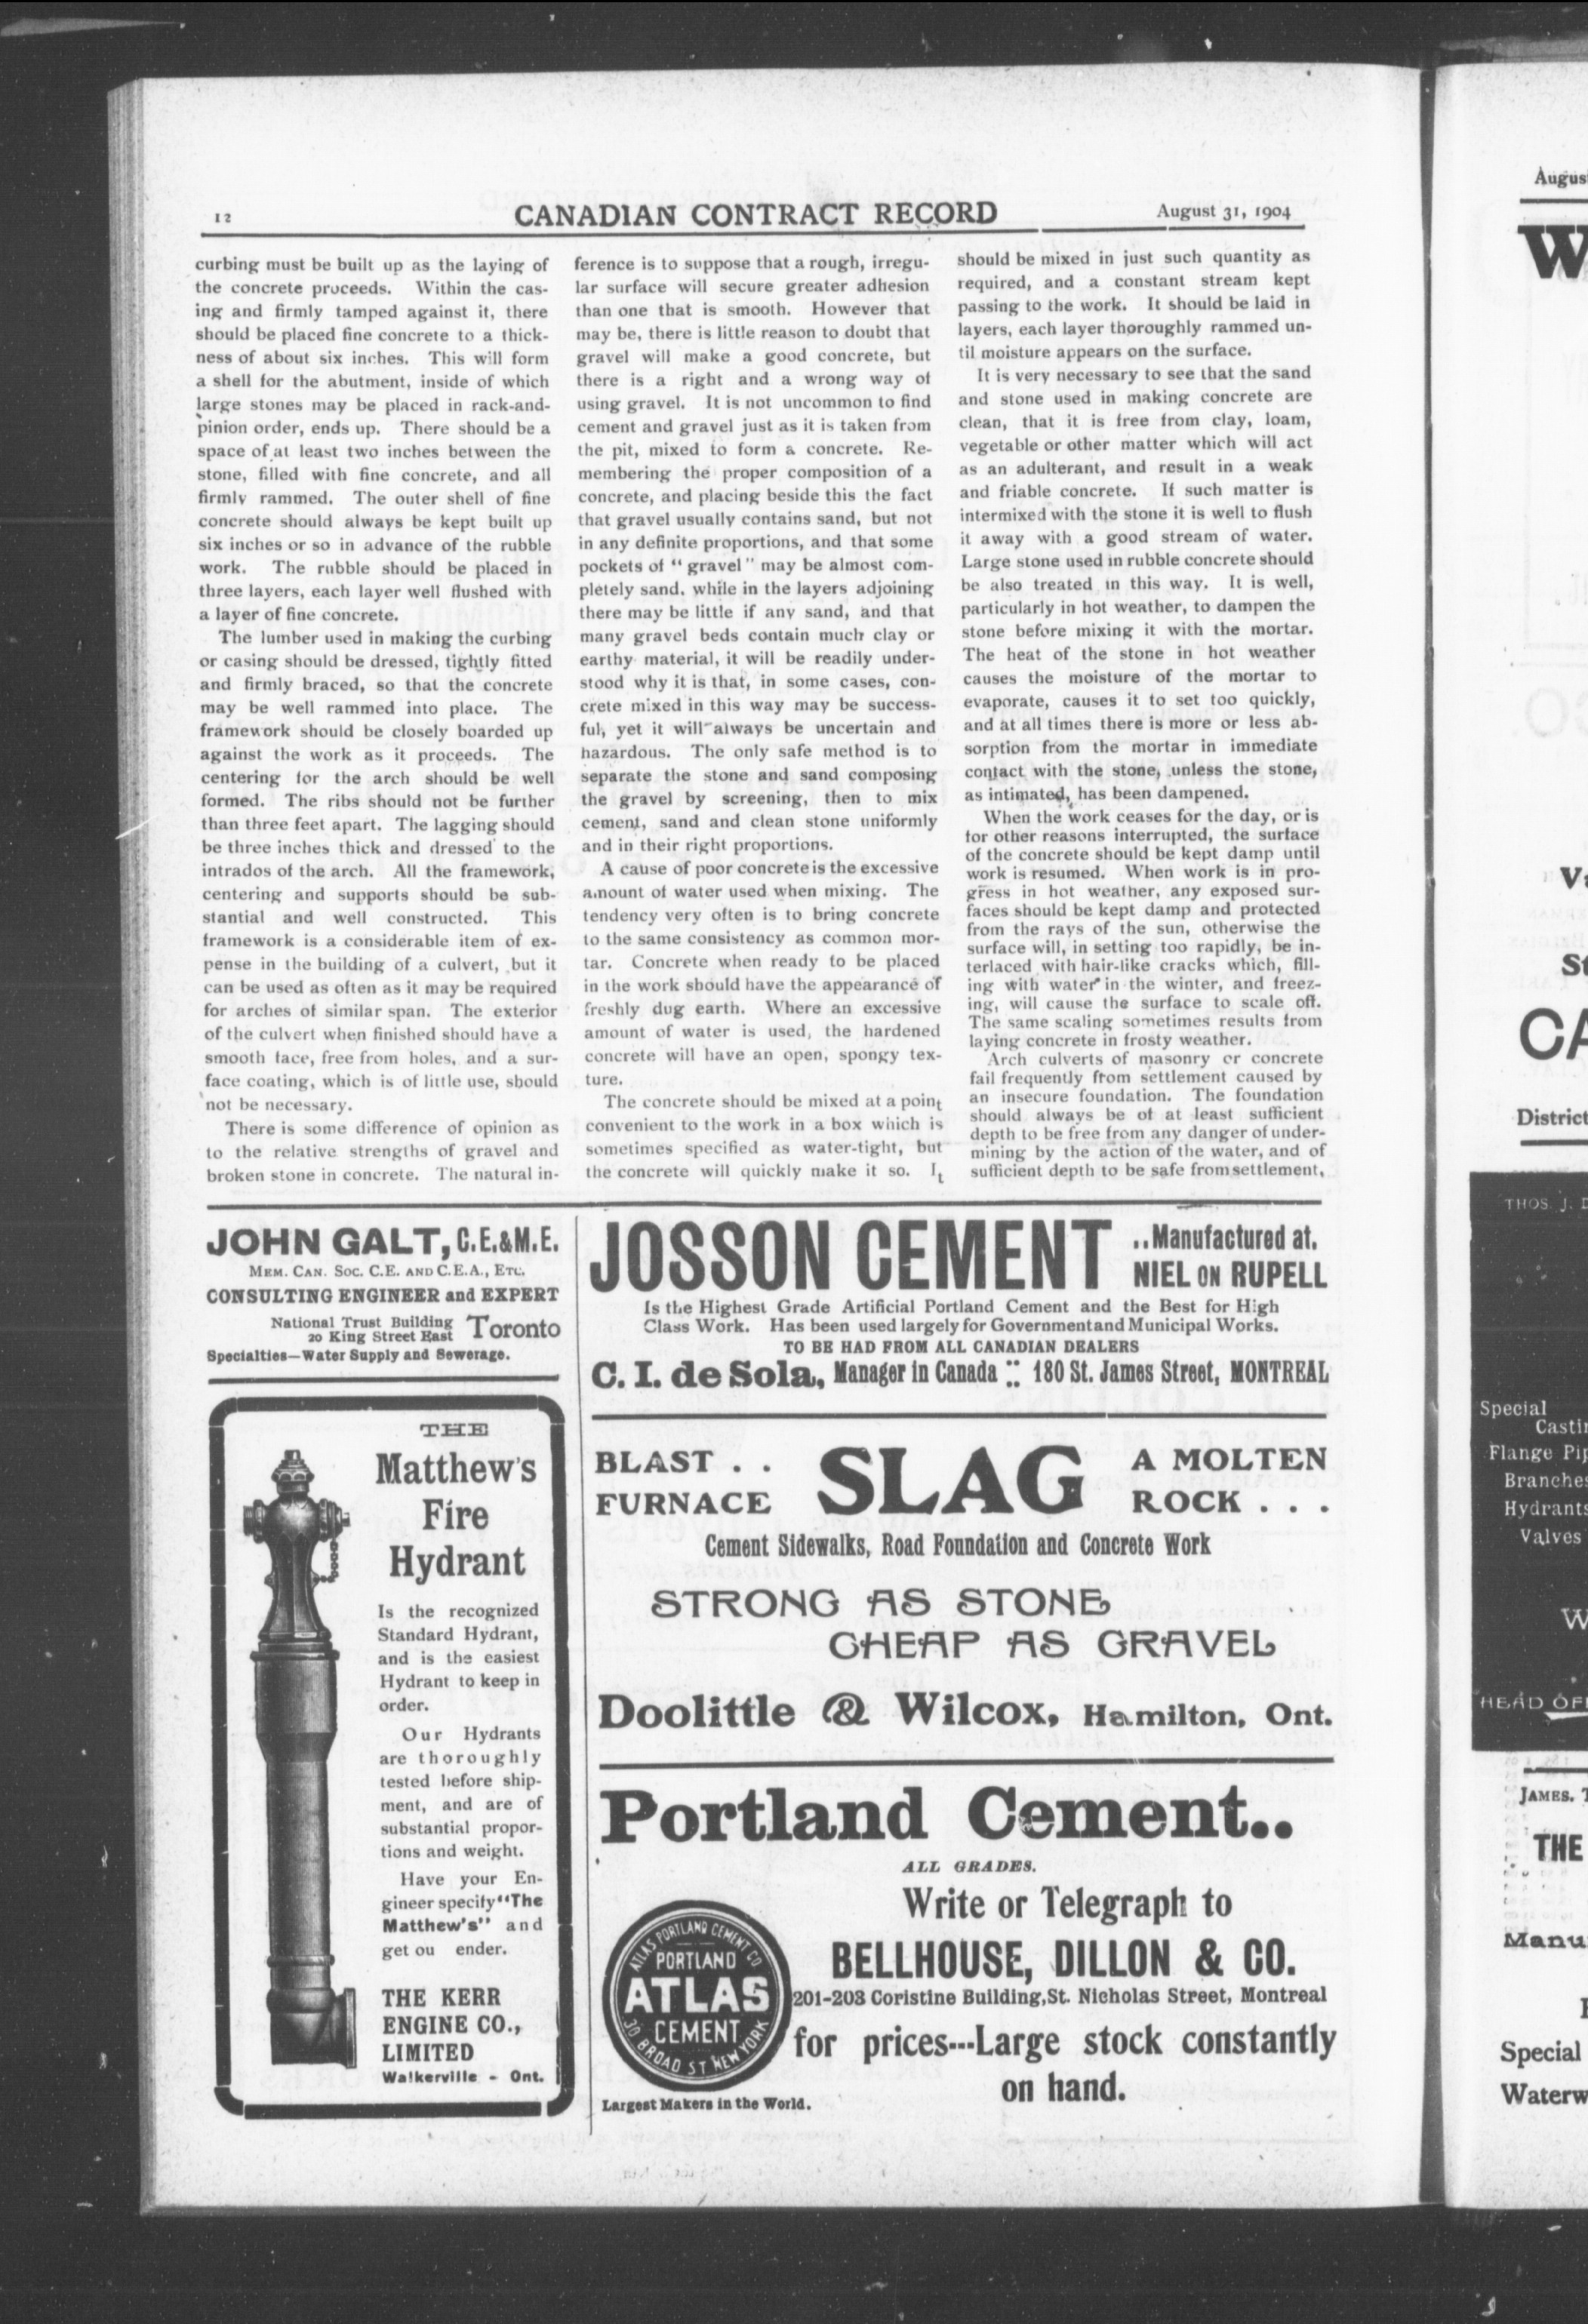 12
CANADIAN CONTRACT RECORD
August 31, 1904
curbing must be built up as the laying of
the concrete proceeds. Within the cas-
ing and firmly tamped against it, there
should be placed fine concrete to a thick-
ness of about six inches. This will form
a shell for the abutment, inside of which
large stones may be placed in rack-and-
pinion order, ends up. There should be a
space of at least two inches between the
stone, filled with fine concrete, and all
firmly rammed. The outer shell of fine
concrete should always be kept built up
six inches or so in advance of the rubble
work. The rubble should be placed in
three layers, each layer well flushed with
a layer of fine concrete.
The lumber used in making the curbing
or casing should be dressed, tightly fitted
and firmly braced, so that the concrete
may be well rammed into place. The
framework should be closely boarded up
against the work as it proceeds. The
centering for the arch should be well
formed. The ribs should not be further
than three feet apart. The lagging should
be three inches thick and dressed to the
intrados of the arch. All the framework,
centering and supports should be sub-
stantial and well constructed. This
framework is a considerable item of ex-
pense in the building of a culvert, but it
can be used as often as it may be required
for arches of similar span. The exterior
of the culvert when finished should have a
smooth face, free from holes, and a sur-
face coating, which is of little use, should
not be necessary.
There is some difference of opinion as
to the relative strengths of gravel and
broken stone in concrete. The natural in-
ference is to suppose that a rough, irregu-
lar surface will secure greater adhesion
than one that is smooth. However that
may be, there is little reason to doubt that
gravel will make a good concrete, but
there is a right and a wrong way of
using gravel. It is not uncommon to find
cement and gravel just as it is taken from
the pit, mixed to form a concrete. Re-
membering the proper composition of a
concrete, and placing beside this the fact
that gravel usually contains sand, but not
in any definite proportions, and that some
pockets of "gravel" may be almost com-
pletely sand. while in the layers adjoining
there may be little if any sand, and that
many gravel beds contain much clay or
earthy material, it will be readily under-
stood why it is that, in some cases, con-
crete mixed in this way may be success-
ful, yet it will always be uncertain and
hazardous. The only safe method is to
separate the stone and sand composing
the gravel by screening, then to mix
cement, sand and clean stone uniformly
and in their right proportions.
A cause of poor concrete is the excessive
amount of water used when mixing. The
tendency very often is to bring concrete
to the same consistency as common mor-
tar. Concrete when ready to be placed
in the work should have the appearance of
freshly dug earth. Where an excessive
amount of water is used, the hardened
concrete will have an open, spongy tex-
ture.
The concrete should be mixed at a point
convenient to the work in a box which is
sometimes specified as water-tight, but
the concrete will quickly make it so. It
should be mixed in just such quantity as
required, and a constant stream kept
passing to the work. It should be laid in
layers, each layer thoroughly rammed un-
til moisture appears on the surface.
It is very necessary to see that the sand
and stone used in making concrete are
clean, that it is free from clay, loam,
vegetable or other matter which will act
as an adulterant, and result in a weak
and friable concrete. If such matter is
intermixed with the stone it is well to flush
it away with a good stream of water.
Large stone used in rubble concrete should
be also treated in this way. It is well,
particularly in hot weather, to dampen the
stone before mixing it with the mortar.
The heat of the stone in hot weather
causes the moisture of the mortar to
evaporate, causes it to set too quickly,
and at all times there is more or less ab-
sorption from the mortar in immediate
contact with the stone, unless the stone,
as intimated, has been dampened.
When the work ceases for the day, or is
for other reasons interrupted, the surface
of the concrete should be kept damp until
work is resumed. When work is in pro-
gress in hot weather, any exposed sur-
faces should be kept damp and protected
from the rays of the sun, otherwise the
surface will, in setting too rapidly, be in-
terlaced with hair-like cracks which, fill-
ing with water in the winter, and freez-
ing, will cause the surface to scale off.
The same scaling sometimes results from
laying concrete in frosty weather.
Arch culverts of masonry or concrete
fail frequently from settlement caused by
an insecure foundation. The foundation
should always be of at least sufficient
depth to be free from any danger of under-
mining by the action of the water, and of
sufficient depth to be safe from settlement,
JOHN GALT, C.E.&M.E.
MEM. CAN. SOC. C.E. AND C.E.A., ETC.
CONSULTING ENGINEER and EXPERT
National Trust Building
20 King Street East Toronto
Specialties—Water Supply and Sewerage.
THE
Matthew's
Fire
Hydrant
Is the recognized
Standard Hydrant,
and is the easiest
Hydrant to keep in
order.
Our Hydrants
are thoroughly
tested before ship-
ment, and are of
substantial propor-
tions and weight.
Have your En-
gineer specify "The
Matthew's" and
get ou ender.
THE KERR
ENGINE CO.,
LIMITED
Walkerville - Ont.
JOSSON CEMENT
..Manufactured at.
NIEL ON RUPELL
Is the Highest Grade Artificial Portland Cement and the Best for High
Class Work. Has been used largely for Government and Municipal Works.
TO BE HAD FROM ALL CANADIAN DEALERS
C. I. de Sola, Manager in Canada :: 180 St. James Street, MONTREAL
BLAST . .
FURNACE
SLAG
A MOLTEN
ROCK . . .
Cement Sidewalks, Road Foundation and Concrete Work
STRONG AS STONE
CHEAP AS GRAVEL
Doolittle & Wilcox, Hamilton, Ont.
Portland Cement..
ALL GRADES.
Write or Telegraph to
BELLHOUSE, DILLON & CO.
201-203 Coristine Building, St. Nicholas Street, Montreal
for prices---Large stock constantly
on hand.
ATLAS PORTLAND CEMENT CO
PORTLAND
ATLAS
CEMENT
30 BROAD ST NEW YORK
Largest Makers in the World.
Augus
W
V
St
CA
District
THOS. J. D
Special
Castin
Flange Pip
Branches
Hydrants
Valves
W
HEAD OF
JAMES. T
THE
Manu
Special
Waterw